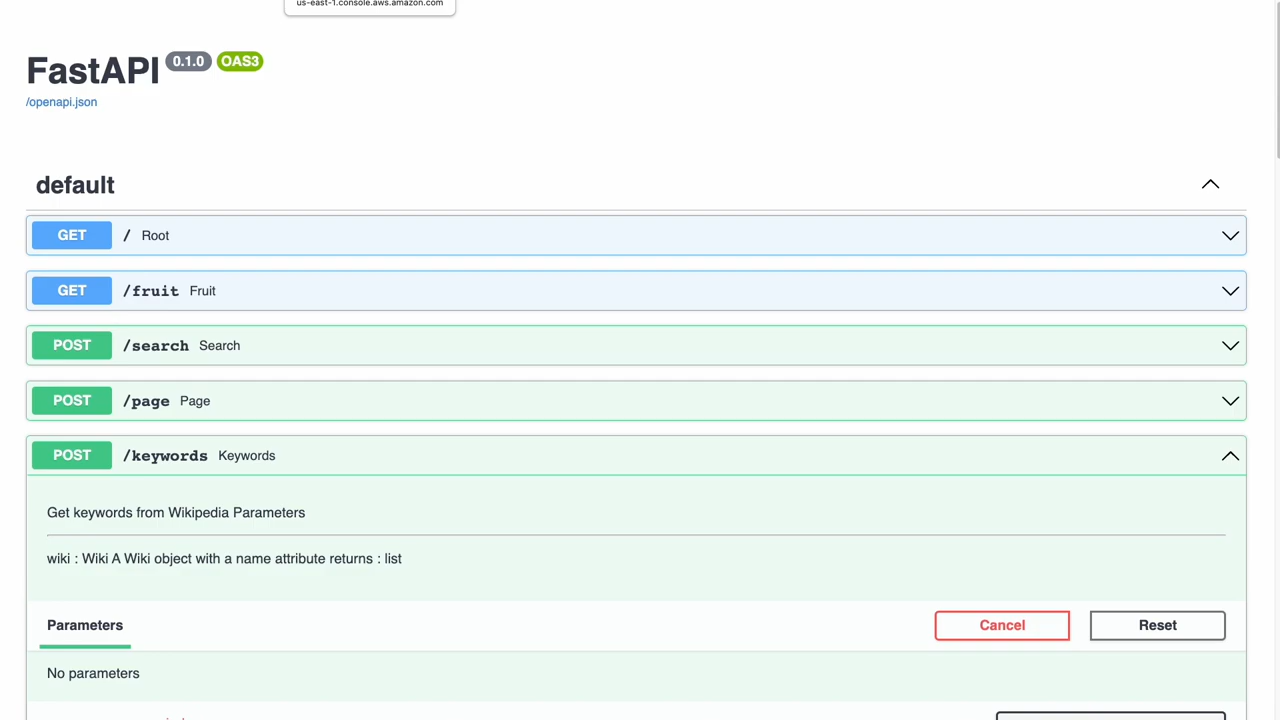 us-east-1.console.aws.amazon.com
FastAPI 0.1.0 OAS3
/openapi.json
default
GET / Root
GET /fruit Fruit
POST /search Search
POST /page Page
POST /keywords Keywords
Get keywords from Wikipedia Parameters
wiki : Wiki A Wiki object with a name attribute returns : list
Parameters Cancel Reset
No parameters